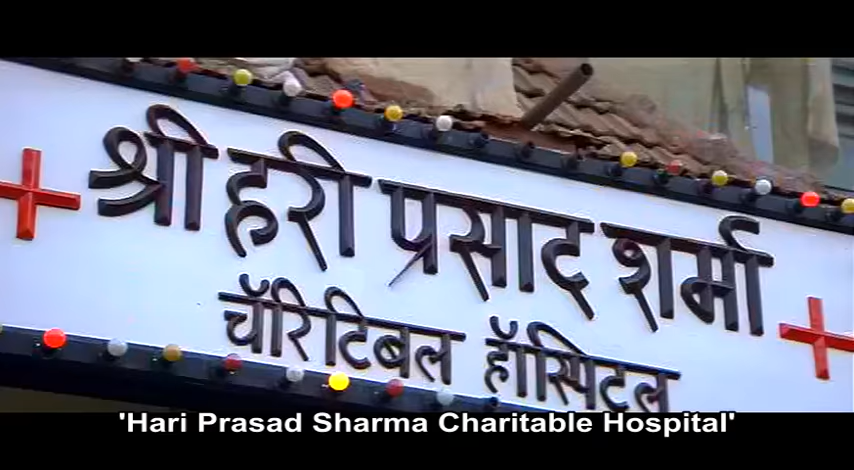 श्री हरी प्रसाद शर्मा
चॅरिटिबल हॉस्पिटल
'Hari Prasad Sharma Charitable Hospital'